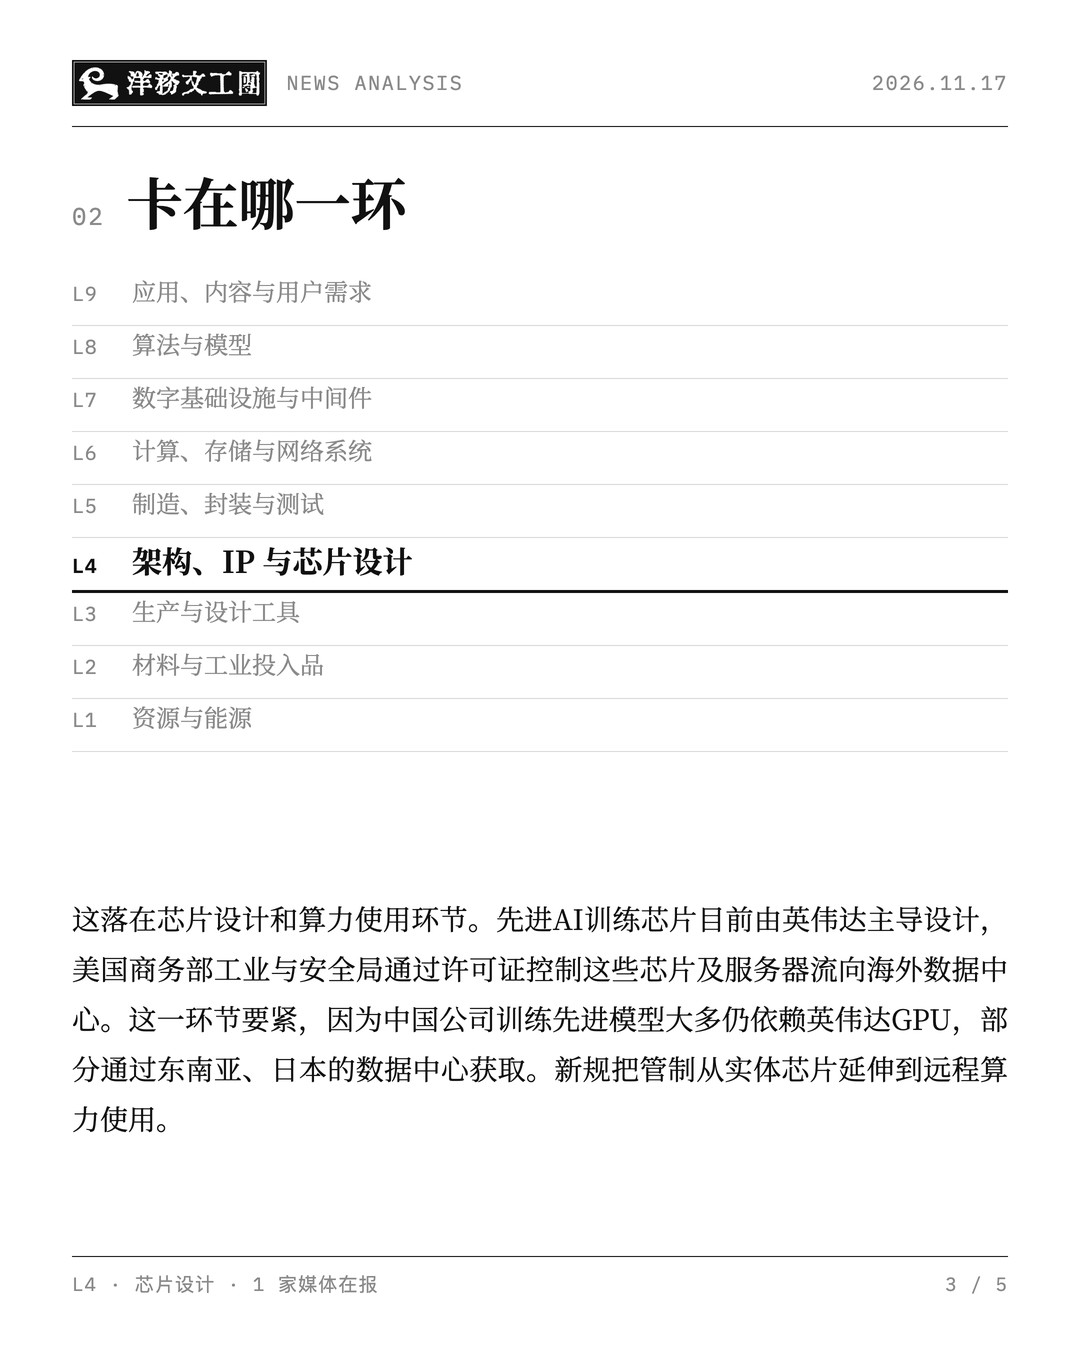 洋務文工團 NEWS ANALYSIS 2026.11.17
02 卡在哪一环
L9 应用、内容与用户需求
L8 算法与模型
L7 数字基础设施与中间件
L6 计算、存储与网络系统
L5 制造、封装与测试
L4 架构、IP 与芯片设计
L3 生产与设计工具
L2 材料与工业投入品
L1 资源与能源
这落在芯片设计和算力使用环节。先进AI训练芯片目前由英伟达主导设计，
美国商务部工业与安全局通过许可证控制这些芯片及服务器流向海外数据中
心。这一环节要紧，因为中国公司训练先进模型大多仍依赖英伟达GPU，部
分通过东南亚、日本的数据中心获取。新规把管制从实体芯片延伸到远程算
力使用。
L4 · 芯片设计 · 1 家媒体在报 3 / 5